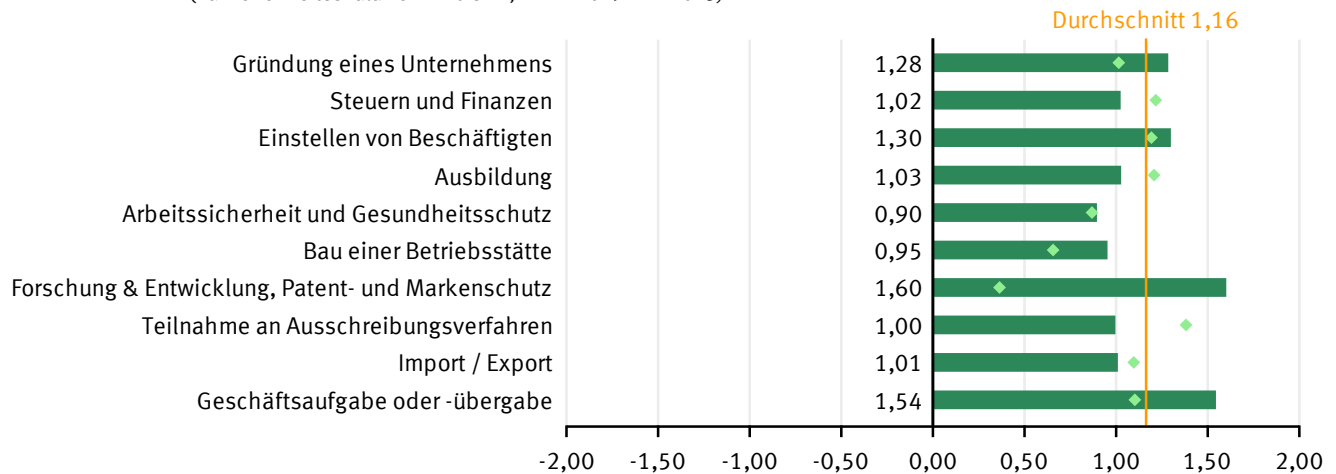 Durchschnitt 1,16
Gründung eines Unternehmens 1,28
Steuern und Finanzen 1,02
Einstellen von Beschäftigten 1,30
Ausbildung 1,03
Arbeitssicherheit und Gesundheitsschutz 0,90
Bau einer Betriebsstätte 0,95
Forschung & Entwicklung, Patent- und Markenschutz 1,60
Teilnahme an Ausschreibungsverfahren 1,00
Import / Export 1,01
Geschäftsaufgabe oder -übergabe 1,54
-2,00 -1,50 -1,00 -0,50 0,00 0,50 1,00 1,50 2,00